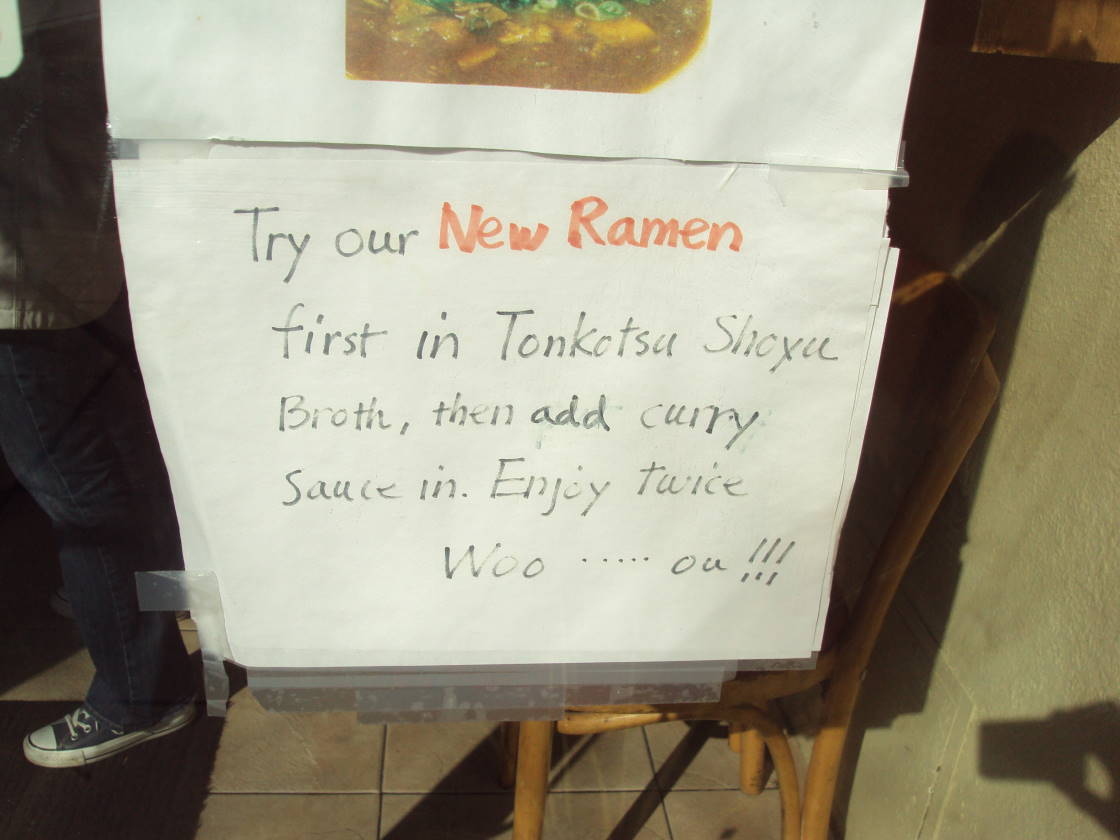 Try our New Ramen
first in Tonkotsu Shoyu
Broth, then add curry
Sauce in. Enjoy twice
Woo ..... ou !!!